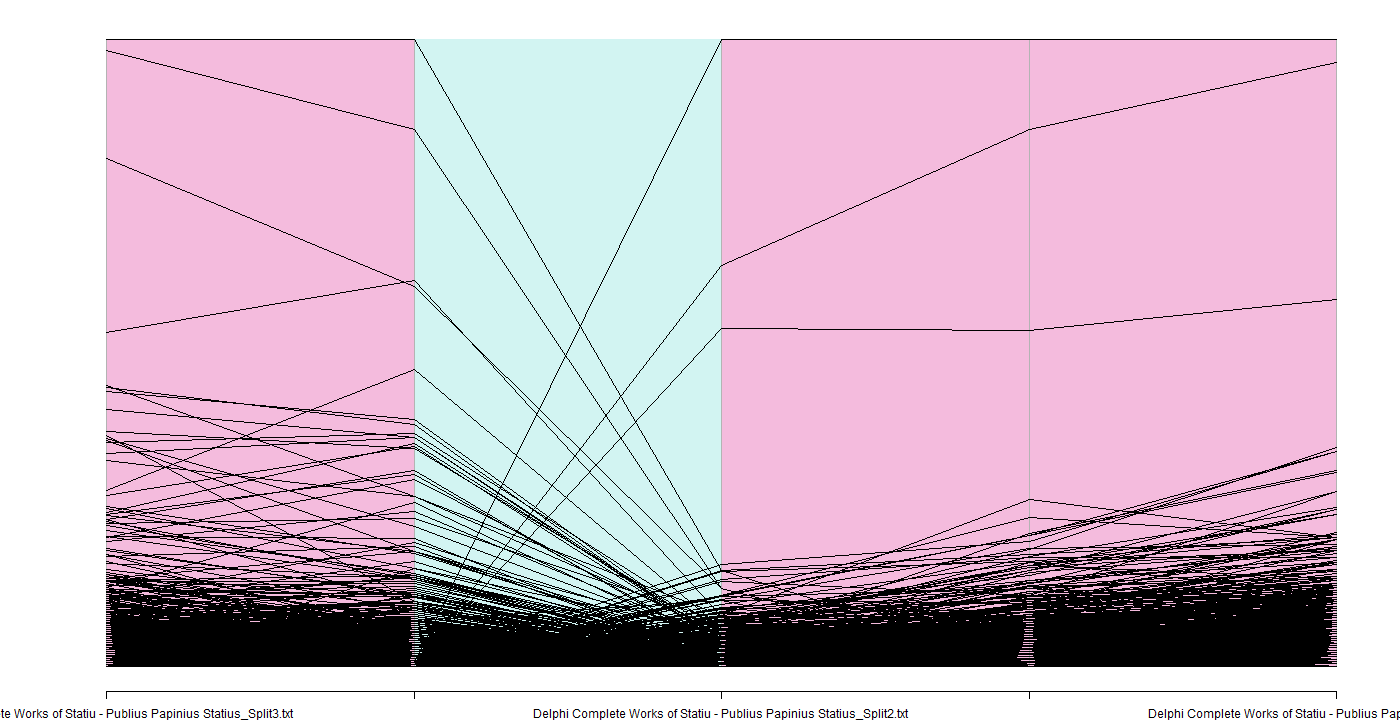 te Works of Statiu - Publius Papinius Statius_Split3.txt
Delphi Complete Works of Statiu - Publius Papinius Statius_Split2.txt
Delphi Complete Works of Statiu - Publius Pap